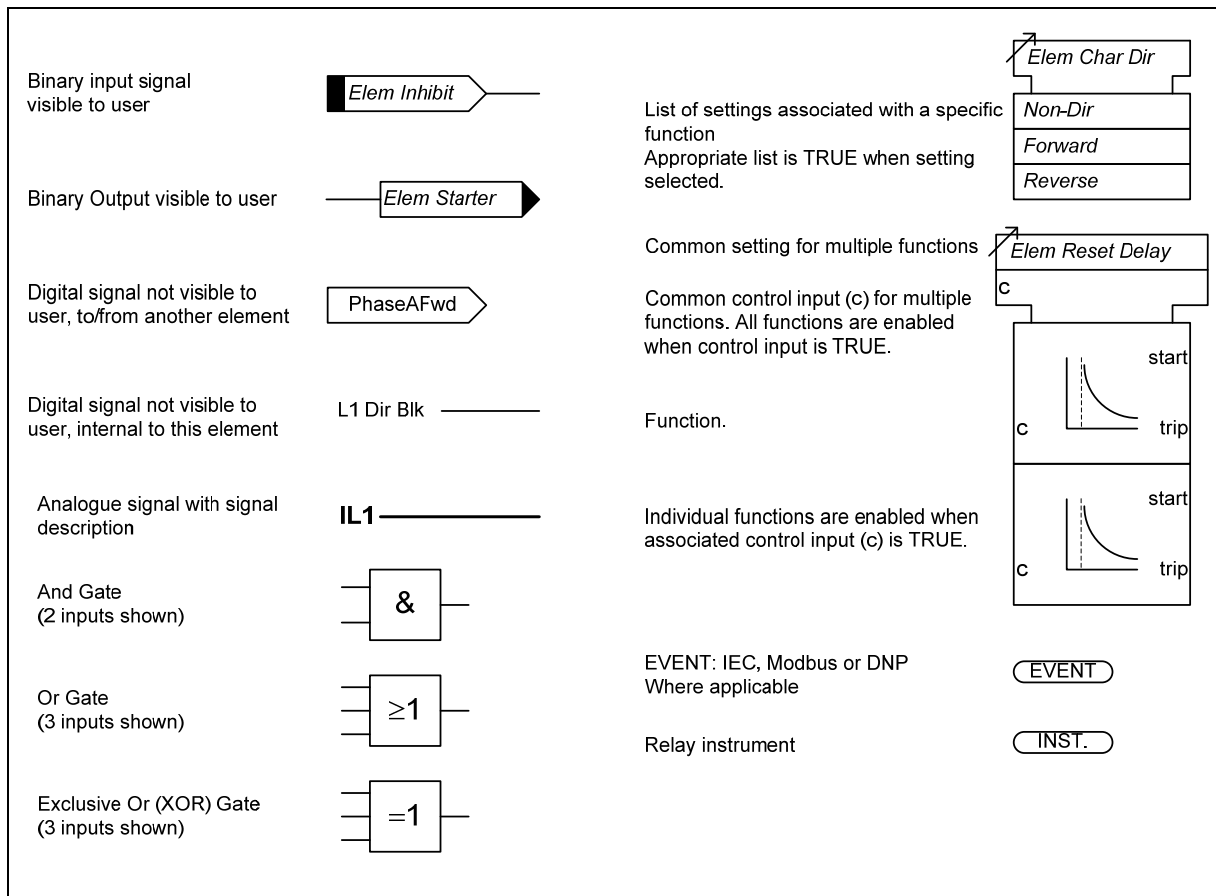 Binary input signal
visible to user
Elem Inhibit
Binary Output visible to user
Elem Starter
Digital signal not visible to
user, to/from another element
PhaseAFwd
Digital signal not visible to
user, internal to this element
L1 Dir Blk
Analogue signal with signal
description
IL1
And Gate
(2 inputs shown)
&
Or Gate
(3 inputs shown)
≥1
Exclusive Or (XOR) Gate
(3 inputs shown)
=1
Elem Char Dir
List of settings associated with a specific
function
Appropriate list is TRUE when setting
selected.
Non-Dir
Forward
Reverse
Common setting for multiple functions
Elem Reset Delay
c
Common control input (c) for multiple
functions. All functions are enabled
when control input is TRUE.
start
Function.
c
trip
start
Individual functions are enabled when
associated control input (c) is TRUE.
c
trip
EVENT: IEC, Modbus or DNP
Where applicable
EVENT
Relay instrument
INST.